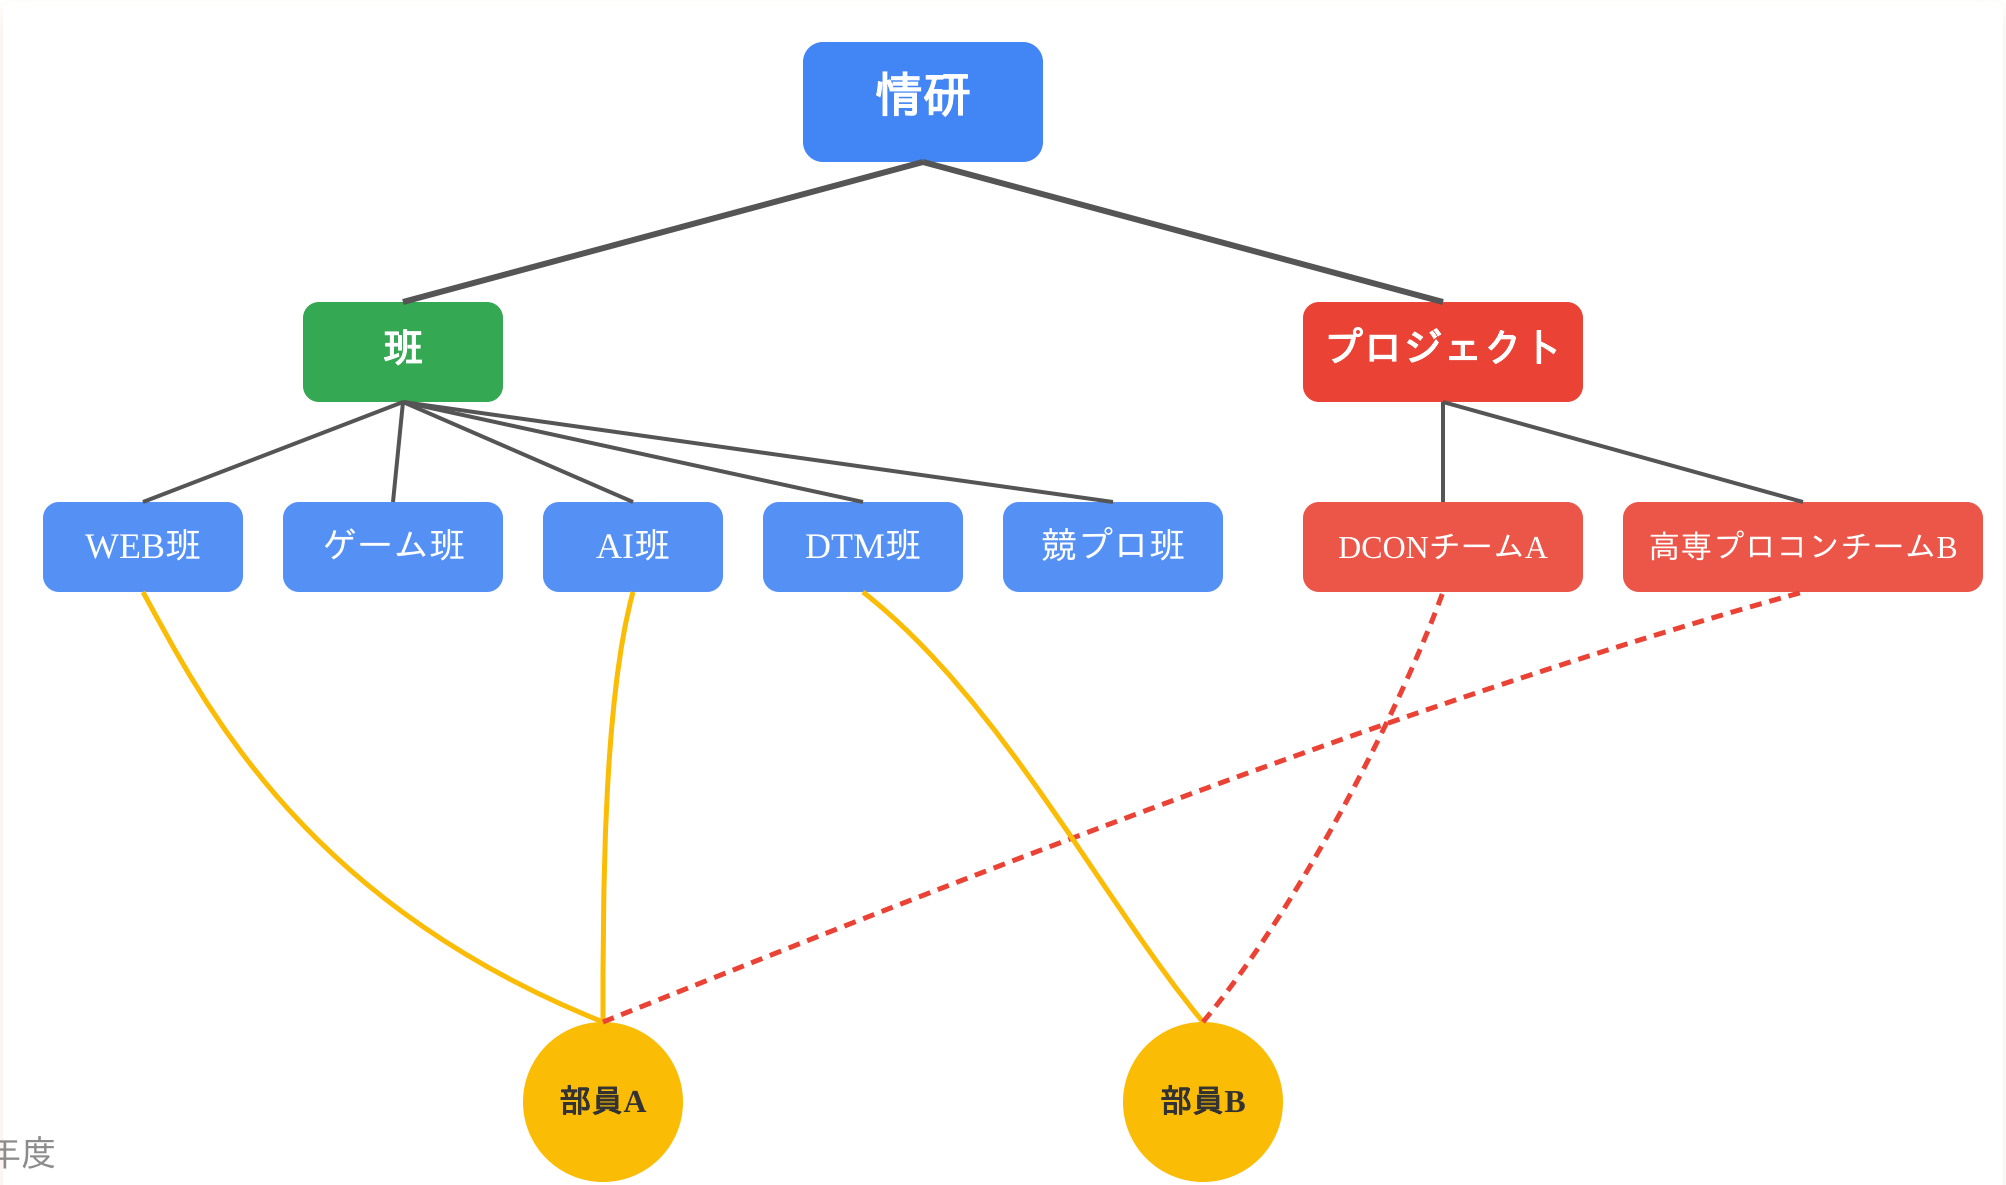 情研
班
プロジェクト
WEB班
ゲーム班
AI班
DTM班
競プロ班
DCONチームA
高専プロコンチームB
部員A
部員B
年度